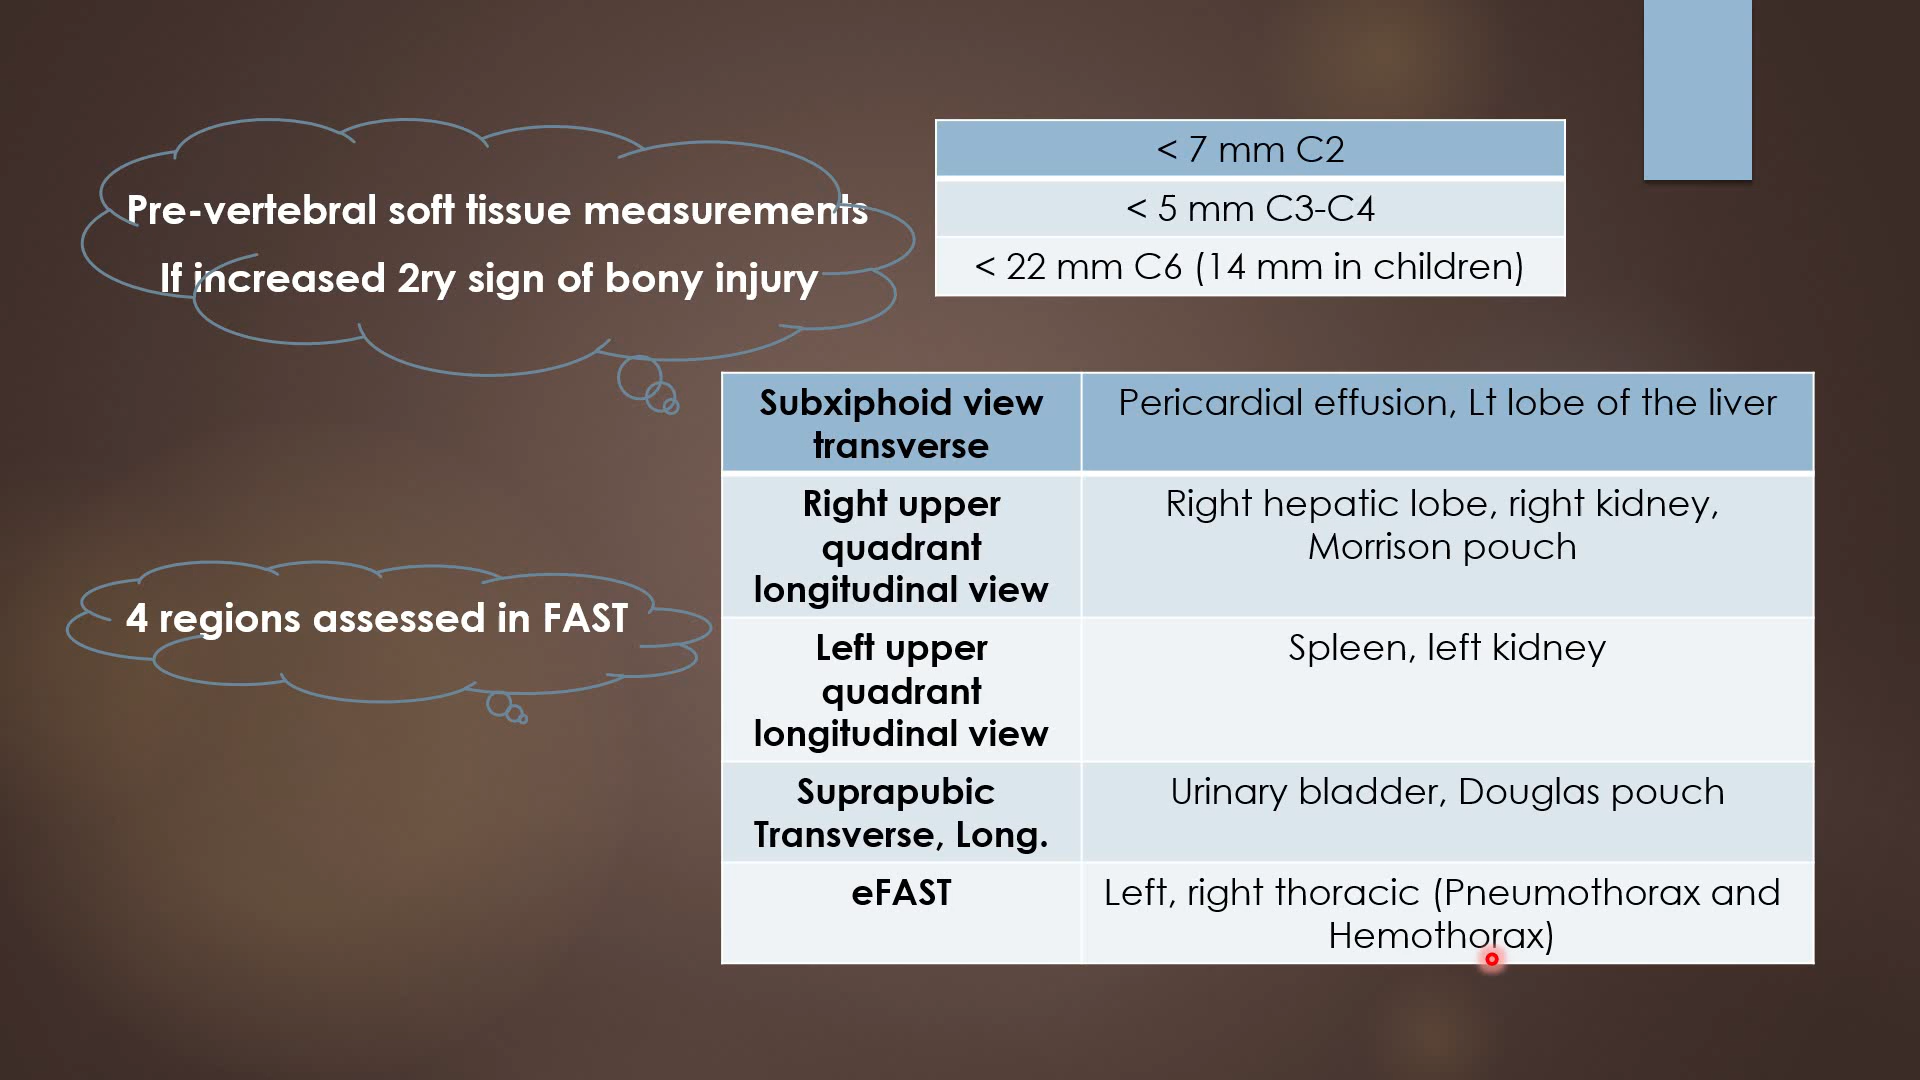 Pre-vertebral soft tissue measurements
If increased 2ry sign of bony injury
< 7 mm C2
< 5 mm C3-C4
< 22 mm C6 (14 mm in children)
4 regions assessed in FAST
Subxiphoid view
transverse
Pericardial effusion, Lt lobe of the liver
Right upper
quadrant
longitudinal view
Right hepatic lobe, right kidney,
Morrison pouch
Left upper
quadrant
longitudinal view
Spleen, left kidney
Suprapubic
Transverse, Long.
Urinary bladder, Douglas pouch
eFAST
Left, right thoracic (Pneumothorax and
Hemothorax)